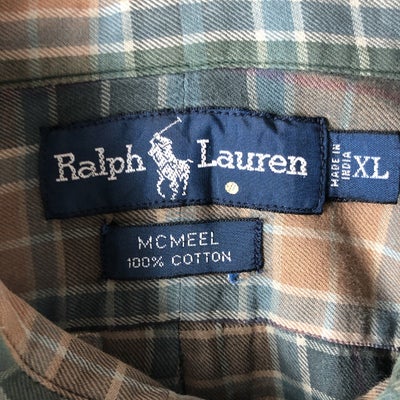 Ralph Lauren
MADE IN
INDIA
XL
MCMEEL
100% COTTON